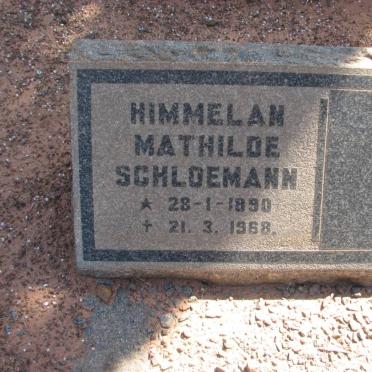 HIMMELAN
MATHILDE
SCHLOEMANN
* 28-1-1890
† 21. 3. 1968.